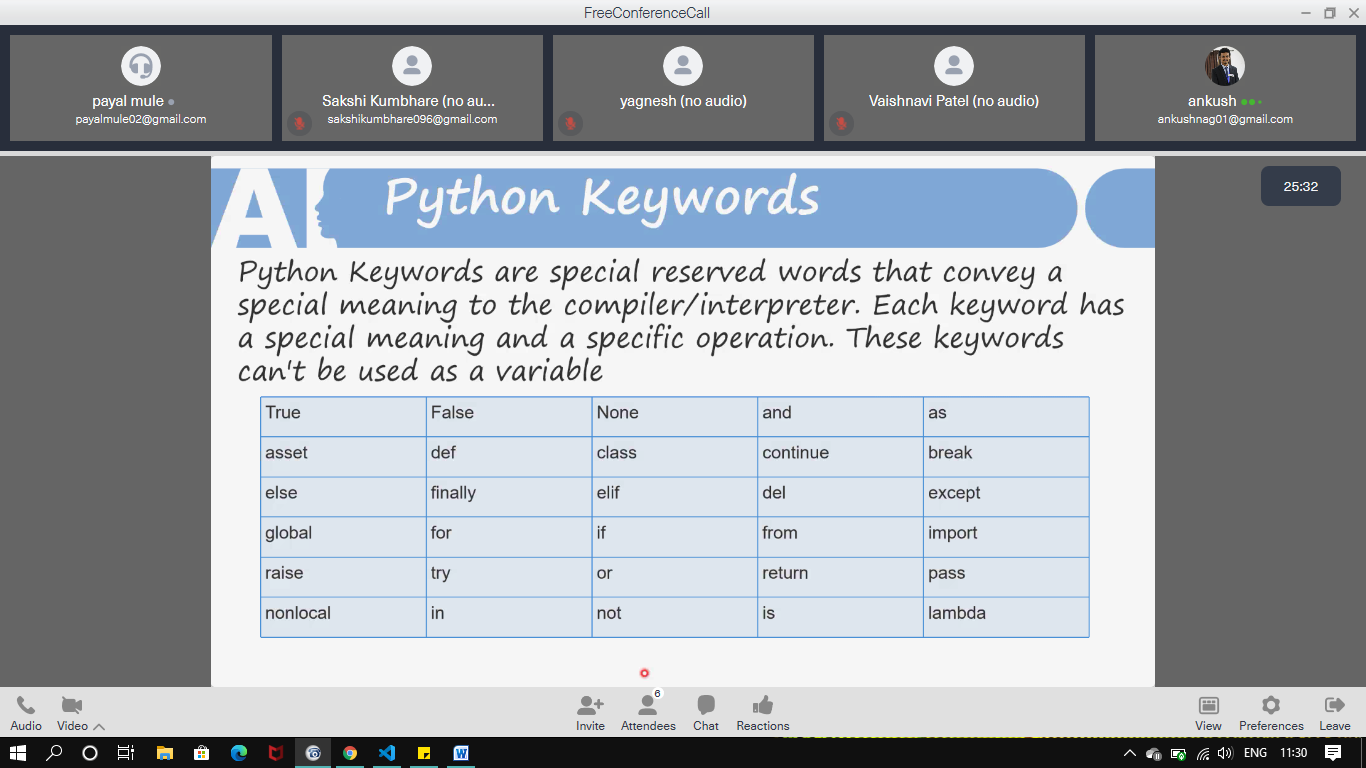 FreeConferenceCall
payal mule
payalmule02@gmail.com
Sakshi Kumbhare (no au...
sakshikumbhare096@gmail.com
yagnesh (no audio)
Vaishnavi Patel (no audio)
ankush
ankushnag01@gmail.com
25:32
AI
Python Keywords
Python Keywords are special reserved words that convey a
special meaning to the compiler/interpreter. Each keyword has
a special meaning and a specific operation. These keywords
can't be used as a variable
True False None and as
asset def class continue break
else finally elif del except
global for if from import
raise try or return pass
nonlocal in not is lambda
6
Audio Video Invite Attendees Chat Reactions View Preferences Leave
ENG 11:30